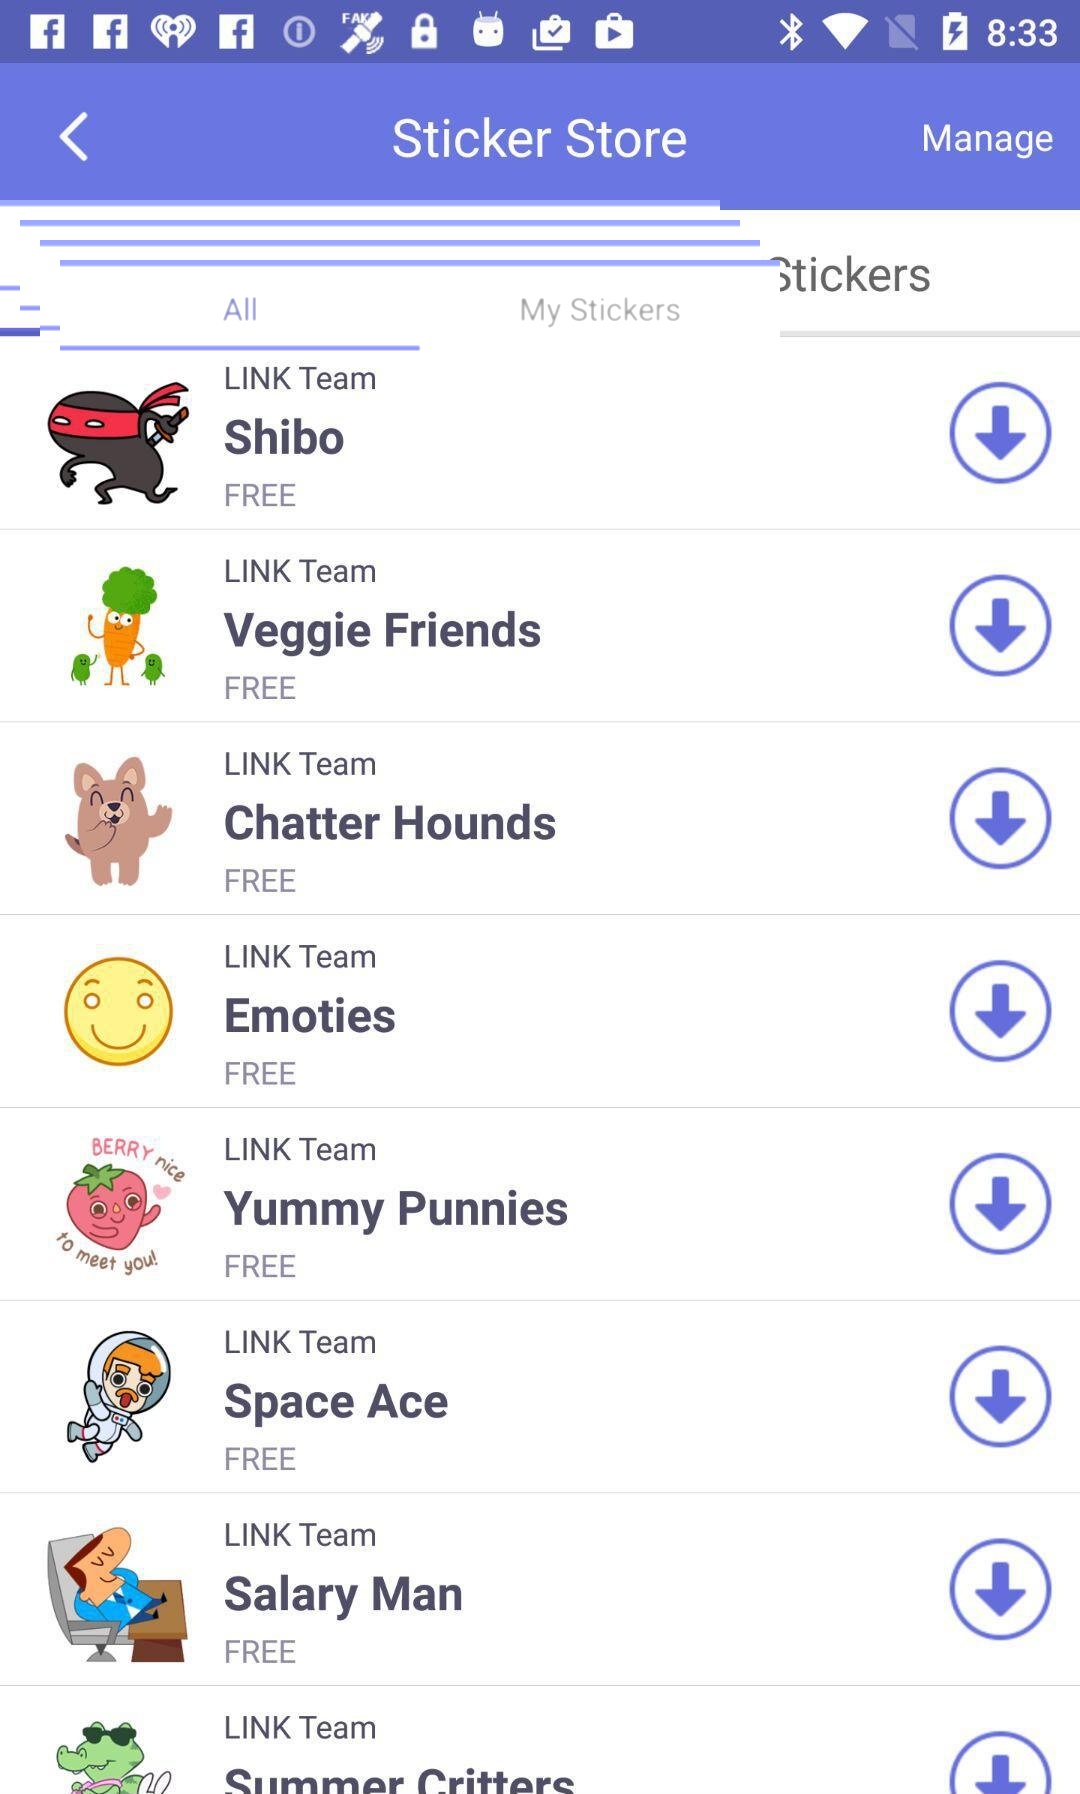 FAKE
8:33
Sticker Store
Manage
Stickers
All
My Stickers
LINK Team
Shibo
FREE
LINK Team
Veggie Friends
FREE
LINK Team
Chatter Hounds
FREE
LINK Team
Emoties
FREE
BERRY nice
to meet you!
LINK Team
Yummy Punnies
FREE
LINK Team
Space Ace
FREE
LINK Team
Salary Man
FREE
LINK Team
Summer Critters